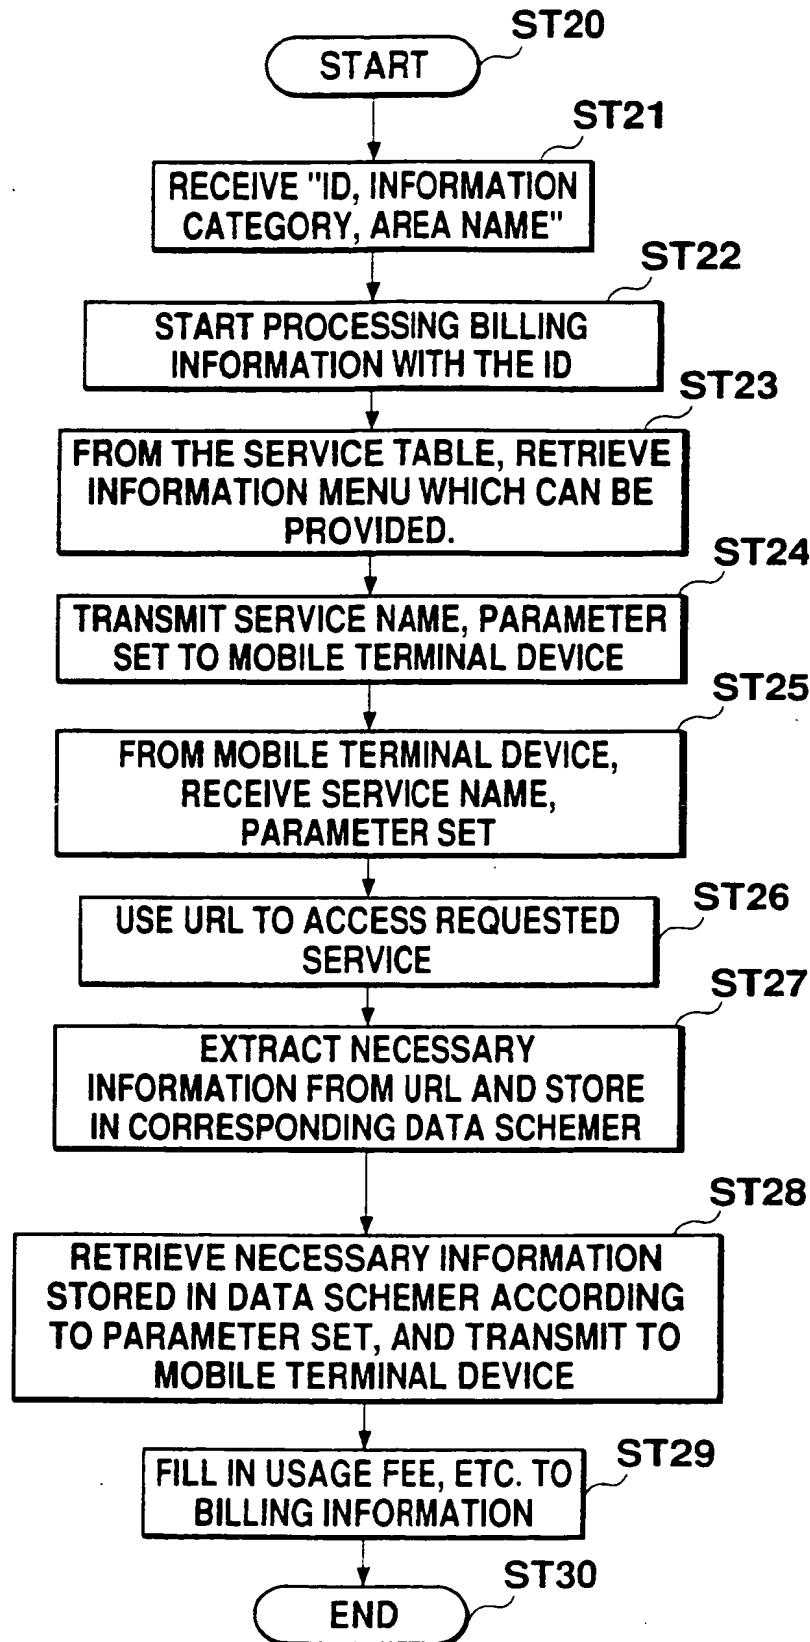 ST20
START
ST21
RECEIVE "ID, INFORMATION
CATEGORY, AREA NAME"
ST22
START PROCESSING BILLING
INFORMATION WITH THE ID
ST23
FROM THE SERVICE TABLE, RETRIEVE
INFORMATION MENU WHICH CAN BE
PROVIDED.
ST24
TRANSMIT SERVICE NAME, PARAMETER
SET TO MOBILE TERMINAL DEVICE
ST25
FROM MOBILE TERMINAL DEVICE,
RECEIVE SERVICE NAME,
PARAMETER SET
ST26
USE URL TO ACCESS REQUESTED
SERVICE
ST27
EXTRACT NECESSARY
INFORMATION FROM URL AND STORE
IN CORRESPONDING DATA SCHEMER
ST28
RETRIEVE NECESSARY INFORMATION
STORED IN DATA SCHEMER ACCORDING
TO PARAMETER SET, AND TRANSMIT TO
MOBILE TERMINAL DEVICE
ST29
FILL IN USAGE FEE, ETC. TO
BILLING INFORMATION
ST30
END